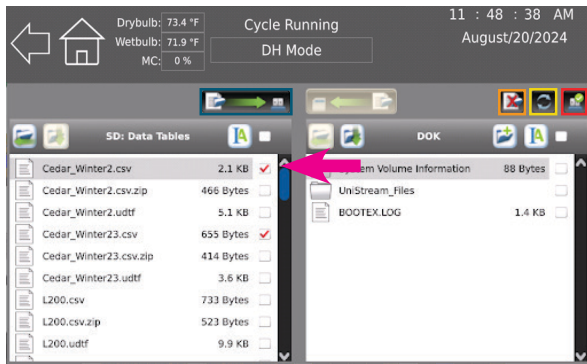 Drybulb: 73.4 °F
Wetbulb: 71.9 °F
MC: 0 %
Cycle Running
DH Mode
11 : 48 : 38 AM
August/20/2024
SD: Data Tables
Cedar_Winter2.csv 2.1 KB
Cedar_Winter2.csv.zip 466 Bytes
Cedar_Winter2.udtf 5.1 KB
Cedar_Winter23.csv 655 Bytes
Cedar_Winter23.csv.zip 414 Bytes
Cedar_Winter23.udtf 3.6 KB
L200.csv 733 Bytes
L200.csv.zip 523 Bytes
L200.udtf 9.9 KB
DOK
Volume Information 88 Bytes
UniStream_Files
BOOTEX.LOG 1.4 KB